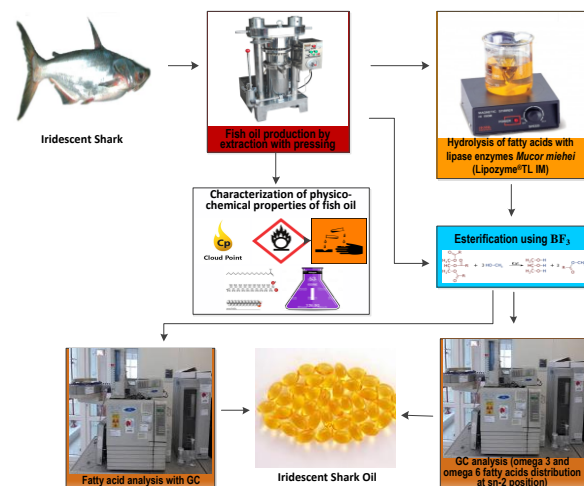 Iridescent Shark
Fish oil production by
extraction with pressing
Hydrolysis of fatty acids with
lipase enzymes Mucor miehei
(Lipozyme®TL IM)
Characterization of physico-
chemical properties of fish oil
Cp
Cloud Point
Esterification using BF₃
Fatty acid analysis with GC
Iridescent Shark Oil
GC analysis (omega 3 and
omega 6 fatty acids distribution
at sn-2 position)